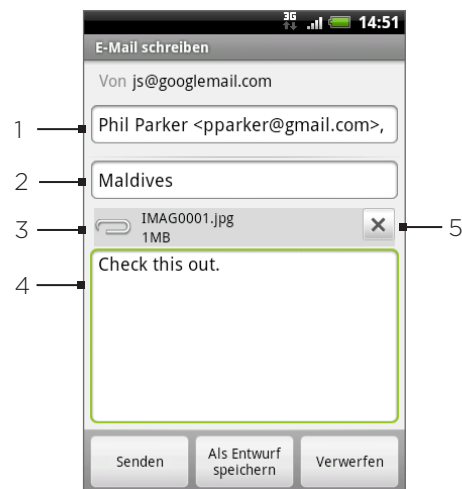 3G 14:51
E-Mail schreiben
Von js@googlemail.com
1 Phil Parker <pparker@gmail.com>,
2 Maldives
3 IMAG0001.jpg 5
1MB
4 Check this out.
Senden
Als Entwurf
speichern
Verwerfen